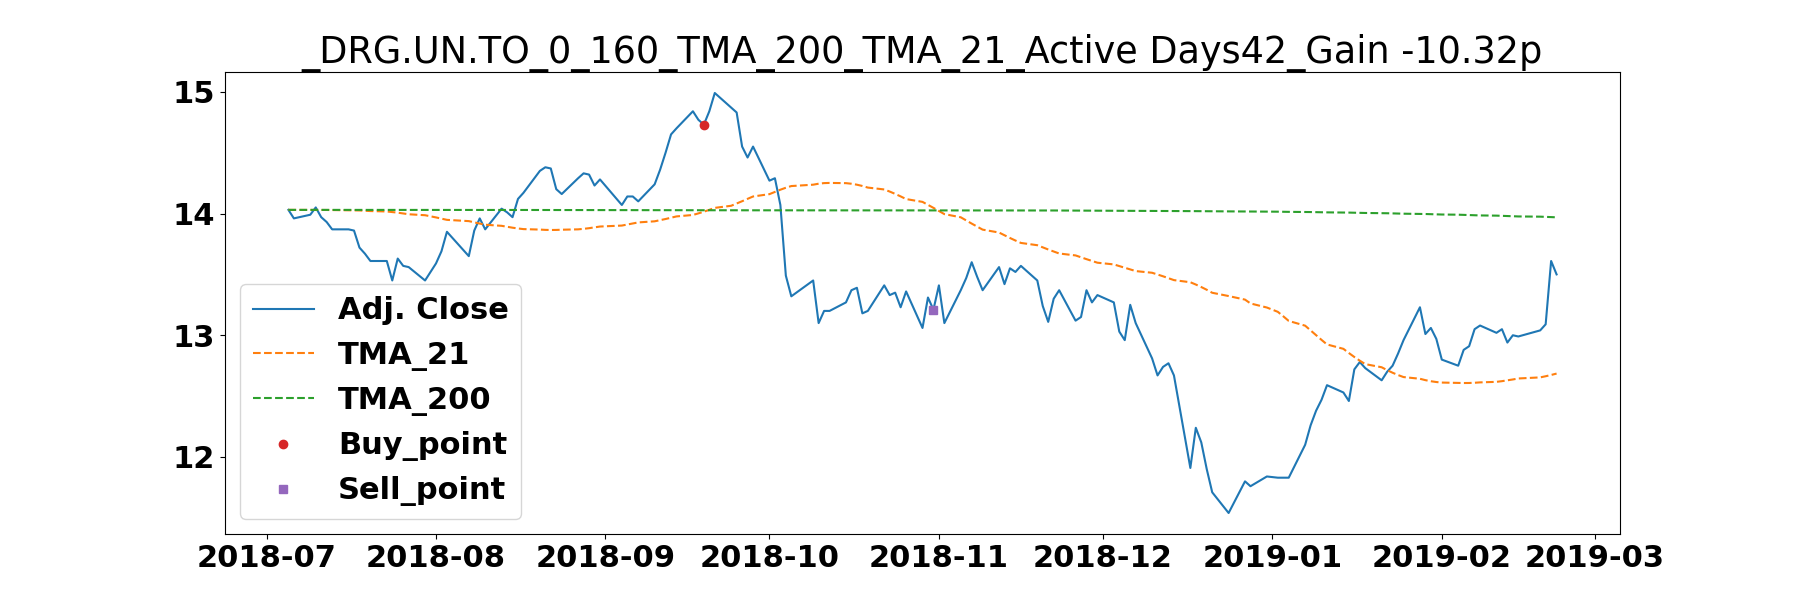 _DRG.UN.TO_0_160_TMA_200_TMA_21_Active Days42_Gain -10.32p
15
14
13
12
Adj. Close
TMA_21
TMA_200
Buy_point
Sell_point
2018-07 2018-08 2018-09 2018-10 2018-11 2018-12 2019-01 2019-02 2019-03